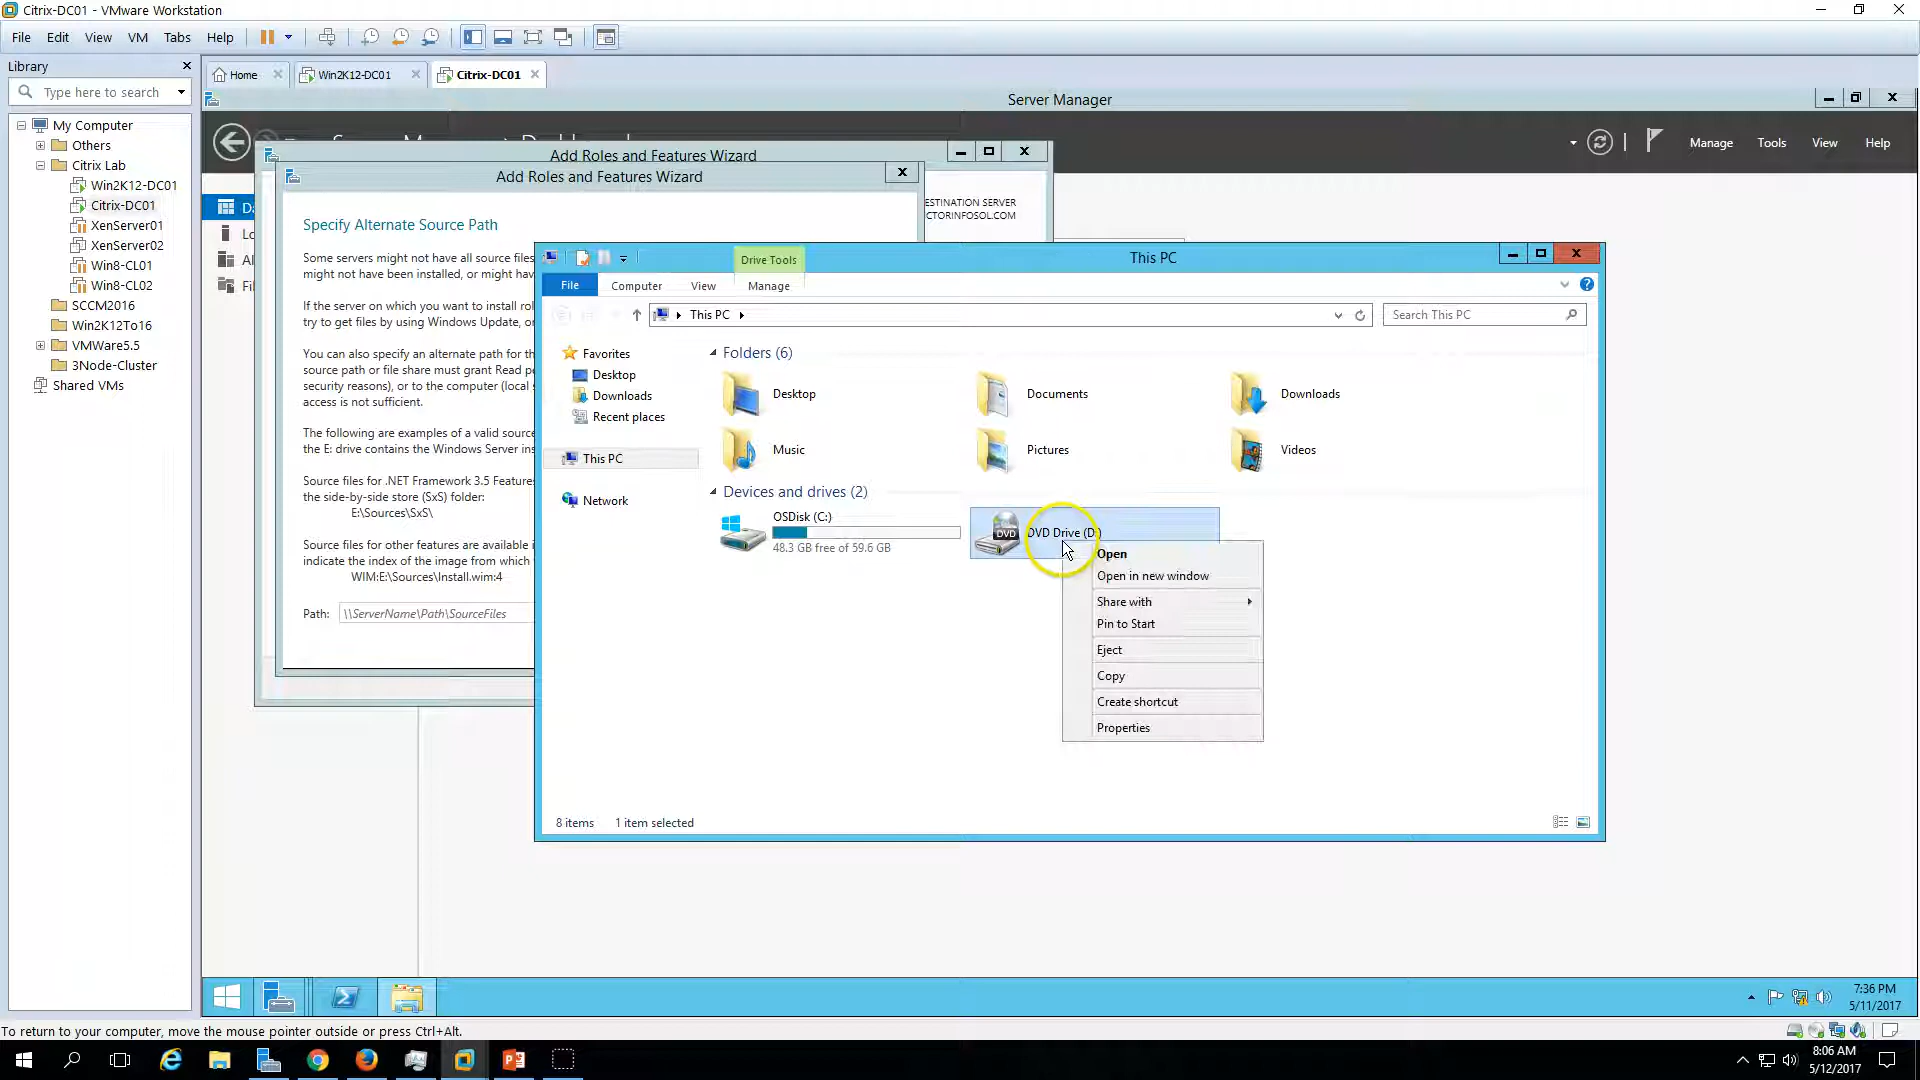 Citrix-DC01 - VMware Workstation
File Edit View VM Tabs Help
Library
Type here to search
My Computer
Others
Citrix Lab
Win2K12-DC01
Citrix-DC01
XenServer01
XenServer02
Win8-CL01
Win8-CL02
SCCM2016
Win2K12To16
VMWare5.5
3Node-Cluster
Shared VMs
Home Win2K12-DC01 Citrix-DC01
Server Manager
Manage Tools View Help
Add Roles and Features Wizard
Add Roles and Features Wizard
ESTINATION SERVER
CTORINFOSOL.COM
Specify Alternate Source Path
Some servers might not have all source files
might not have been installed, or might hav
If the server on which you want to install rol
try to get files by using Windows Update, or
You can also specify an alternate path for th
source path or file share must grant Read pe
security reasons), or to the computer (local s
access is not sufficient.
The following are examples of a valid source
the E: drive contains the Windows Server ins
Source files for .NET Framework 3.5 Features
the side-by-side store (SxS) folder:
E:\Sources\SxS\
Source files for other features are available i
indicate the index of the image from which
WIM:E:\Sources\Install.wim:4
Path: \\ServerName\Path\SourceFiles
Drive Tools
This PC
File Computer View Manage
This PC
Search This PC
Favorites
Desktop
Downloads
Recent places
This PC
Network
Folders (6)
Desktop Documents Downloads
Music Pictures Videos
Devices and drives (2)
OSDisk (C:)
48.3 GB free of 59.6 GB
DVD Drive (D:)
DVD
Open
Open in new window
Share with
Pin to Start
Eject
Copy
Create shortcut
Properties
8 items 1 item selected
7:36 PM
5/11/2017
To return to your computer, move the mouse pointer outside or press Ctrl+Alt.
8:06 AM
5/12/2017